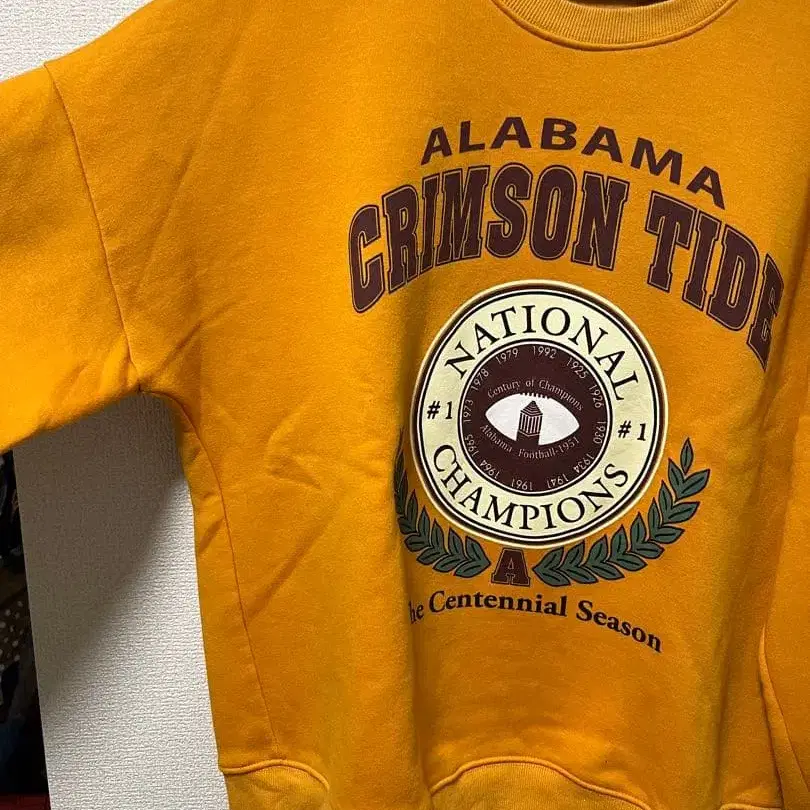 ALABAMA
CRIMSON TIDE
NATIONAL
1925 1926 1930 1934 1941 1961 1964 1965 1973 1978 1979 1992
Century of Champions
Alabama Football-1951
#1
#1
CHAMPIONS
A
he Centennial Season